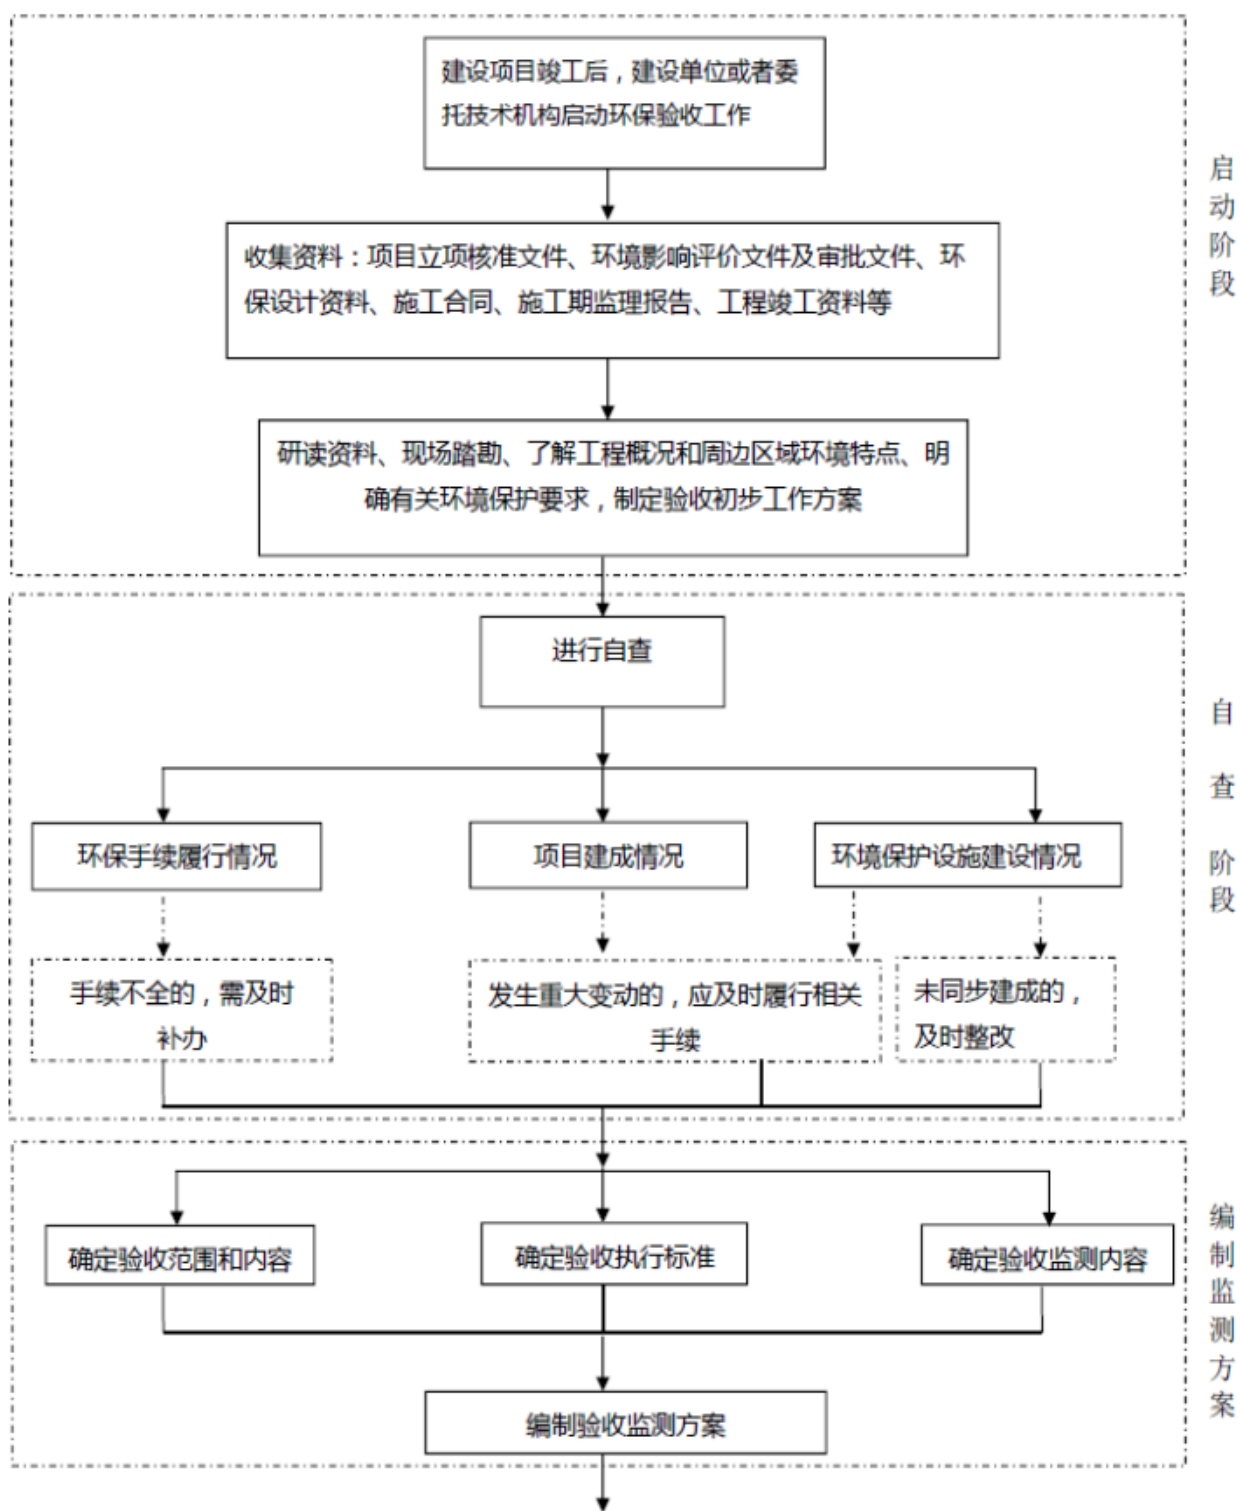 建设项目竣工后，建设单位或者委
托技术机构启动环保验收工作
收集资料：项目立项核准文件、环境影响评价文件及审批文件、环
保设计资料、施工合同、施工期监理报告、工程竣工资料等
研读资料、现场踏勘、了解工程概况和周边区域环境特点、明
确有关环境保护要求，制定验收初步工作方案
启动阶段
进行自查
环保手续履行情况
项目建成情况
环境保护设施建设情况
手续不全的，需及时
补办
发生重大变动的，应及时履行相关
手续
未同步建成的，
及时整改
自查阶段
确定验收范围和内容
确定验收执行标准
确定验收监测内容
编制验收监测方案
编制监测方案